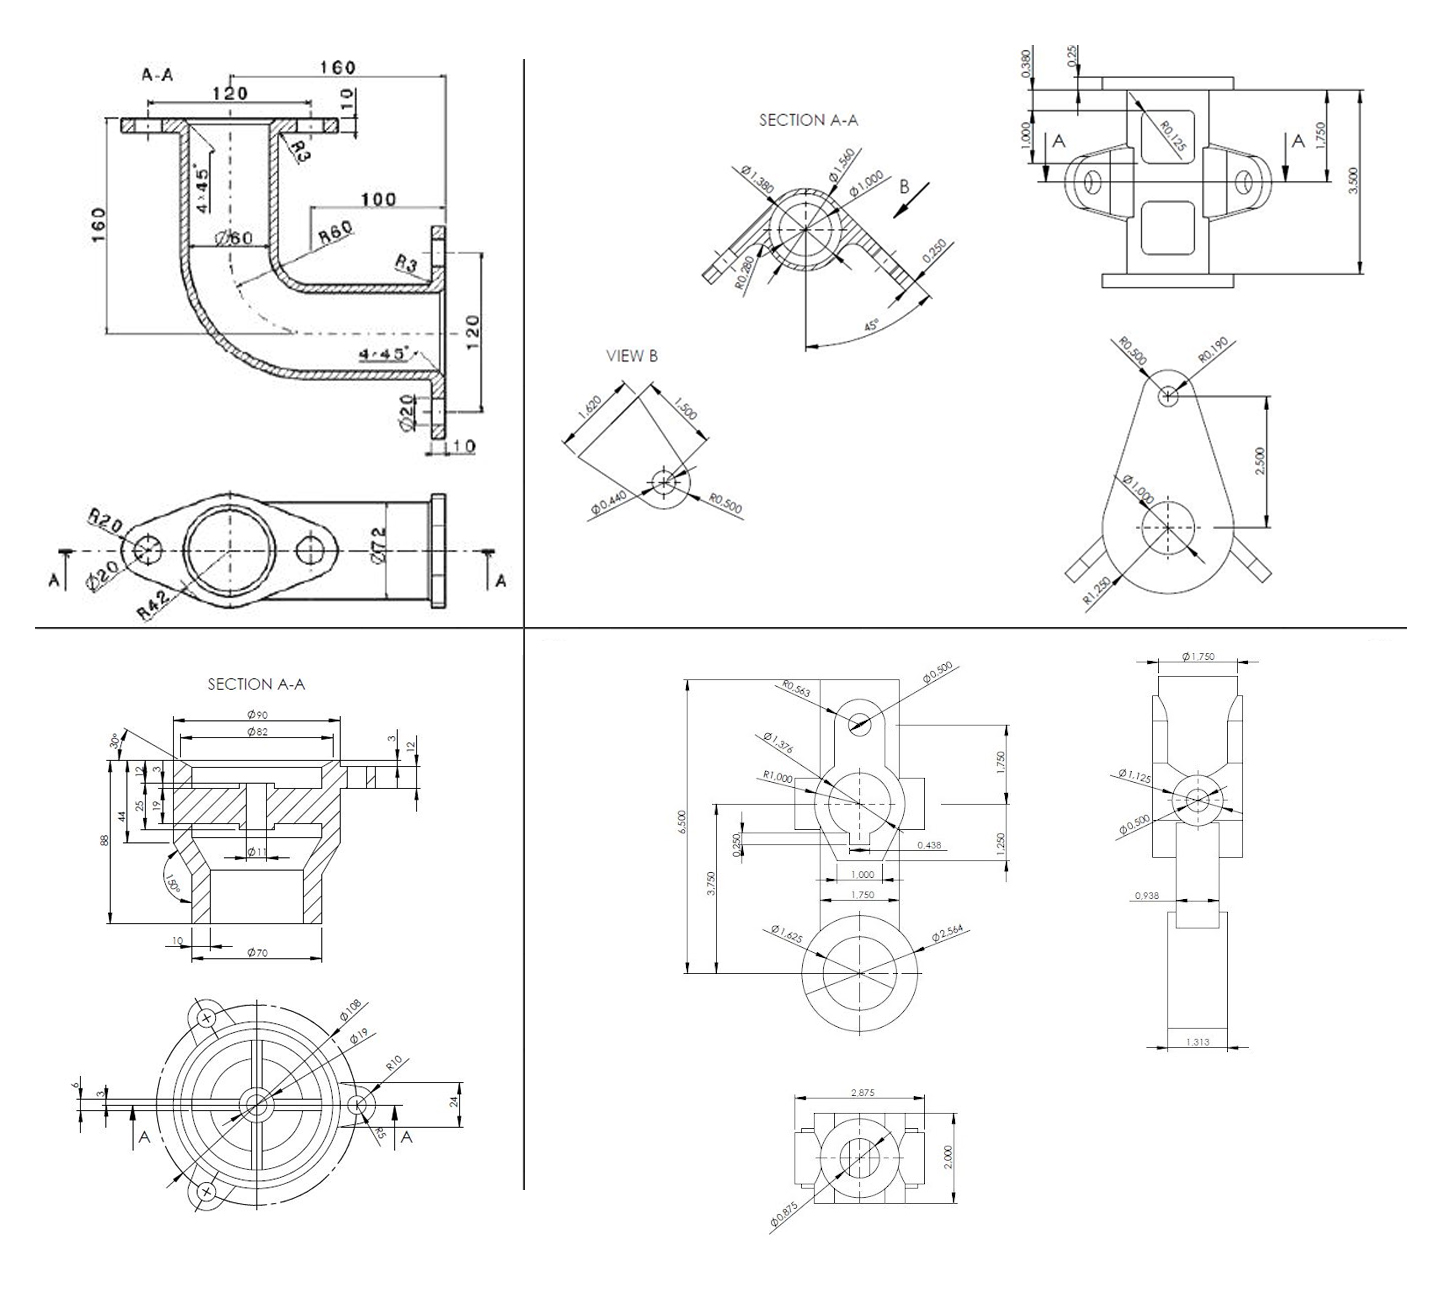 A-A
160
120
10
R3
4×45°
160
Ø60
100
R60
R3
120
4×45°
Ø20
10
R20
Ø20
R42
Ø72
A
A
SECTION A-A
Ø1.380
Ø1.560
Ø1.000
B
R0.280
0.250
45°
VIEW B
1.620
1.500
Ø0.440
R0.500
0.380
0.25
R0.125
1.000
A
A
1.750
3.500
R0.500
R0.190
Ø1.000
2.500
R1.250
SECTION A-A
Ø90
Ø82
30°
3
12
12
3
25
19
44
88
Ø11
150°
10
Ø70
Ø108
Ø19
R10
6
3
24
R5
A
A
R0.563
Ø0.500
Ø1.376
R1.000
1.750
6.500
0.250
0.438
1.250
3.750
1.000
1.750
Ø1.625
Ø2.564
Ø1.750
Ø1.125
Ø0.500
0.938
1.313
2.875
2.000
Ø0.875